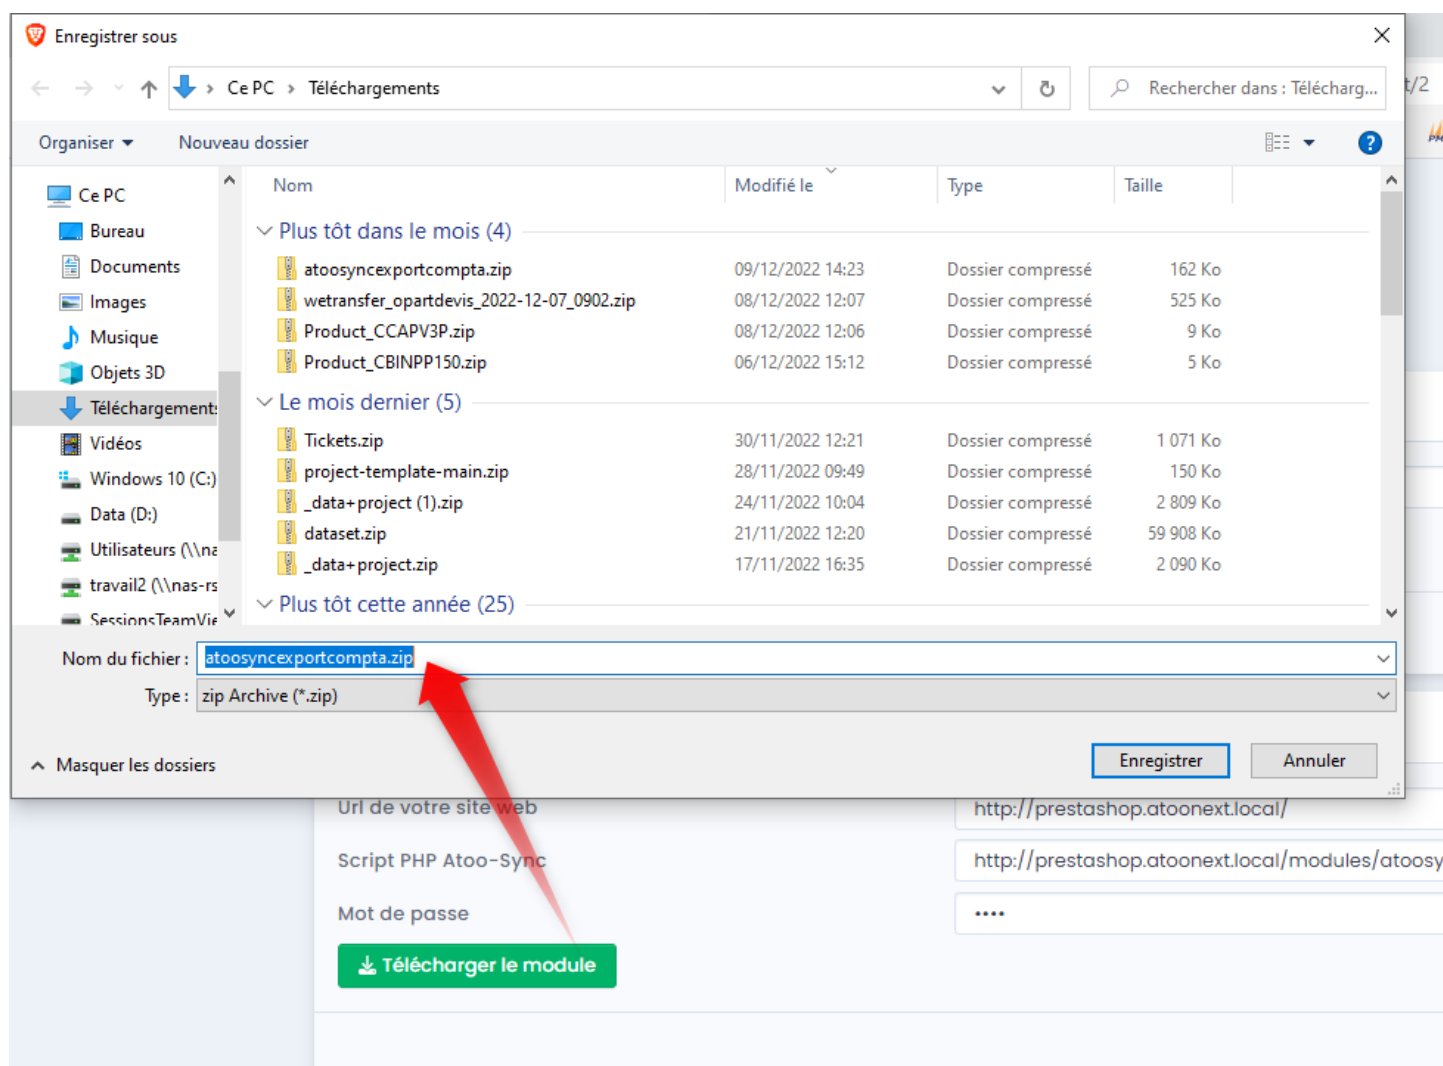 Enregistrer sous
Ce PC › Téléchargements
Rechercher dans : Télécharg...
t/2
Organiser
Nouveau dossier
?
PM
Nom Modifié le Type Taille
Ce PC
Bureau
Documents
Images
Musique
Objets 3D
Téléchargements
Vidéos
Windows 10 (C:)
Data (D:)
Utilisateurs (\\na
travail2 (\\nas-rs
SessionsTeamVie
Plus tôt dans le mois (4)
atoosyncexportcompta.zip 09/12/2022 14:23 Dossier compressé 162 Ko
wetransfer_opartdevis_2022-12-07_0902.zip 08/12/2022 12:07 Dossier compressé 525 Ko
Product_CCAPV3P.zip 08/12/2022 12:06 Dossier compressé 9 Ko
Product_CBINPP150.zip 06/12/2022 15:12 Dossier compressé 5 Ko
Le mois dernier (5)
Tickets.zip 30/11/2022 12:21 Dossier compressé 1 071 Ko
project-template-main.zip 28/11/2022 09:49 Dossier compressé 150 Ko
_data+project (1).zip 24/11/2022 10:04 Dossier compressé 2 809 Ko
dataset.zip 21/11/2022 12:20 Dossier compressé 59 908 Ko
_data+project.zip 17/11/2022 16:35 Dossier compressé 2 090 Ko
Plus tôt cette année (25)
Nom du fichier : atoosyncexportcompta.zip
Type : zip Archive (*.zip)
Masquer les dossiers
Enregistrer
Annuler
Url de votre site web http://prestashop.atoonext.local/
Script PHP Atoo-Sync http://prestashop.atoonext.local/modules/atoosy
Mot de passe ••••
Télécharger le module